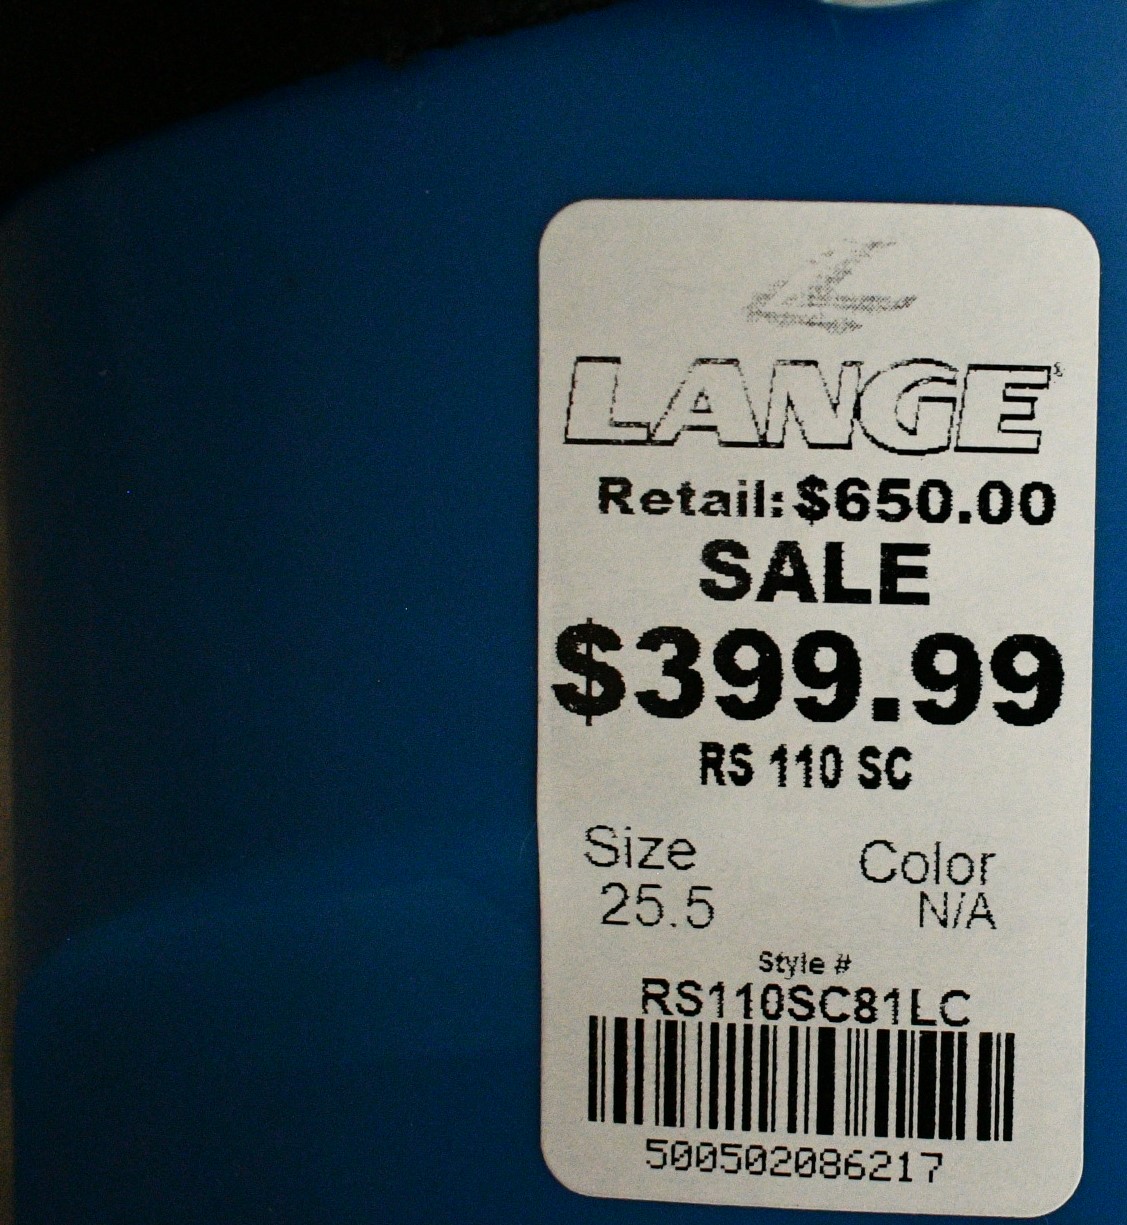 LANGE
Retail: $650.00
SALE
$399.99
RS 110 SC
Size Color
25.5 N/A
Style #
RS110SC81LC
500502086217